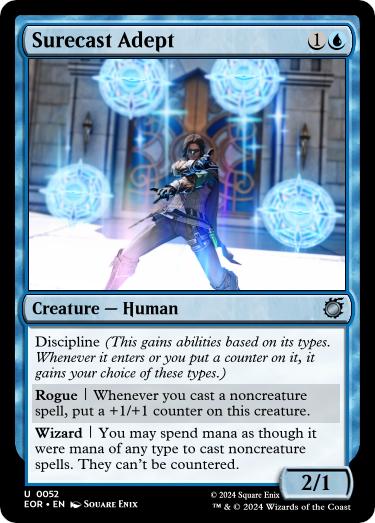 Surecast Adept 1
Creature — Human
Discipline (This gains abilities based on its types.
Whenever it enters or you put a counter on it, it
gains your choice of these types.)
Rogue | Whenever you cast a noncreature
spell, put a +1/+1 counter on this creature.
Wizard | You may spend mana as though it
were mana of any type to cast noncreature
spells. They can't be countered.
2/1
U 0052
EOR • EN Square Enix
© 2024 Square Enix
™ & © 2024 Wizards of the Coast